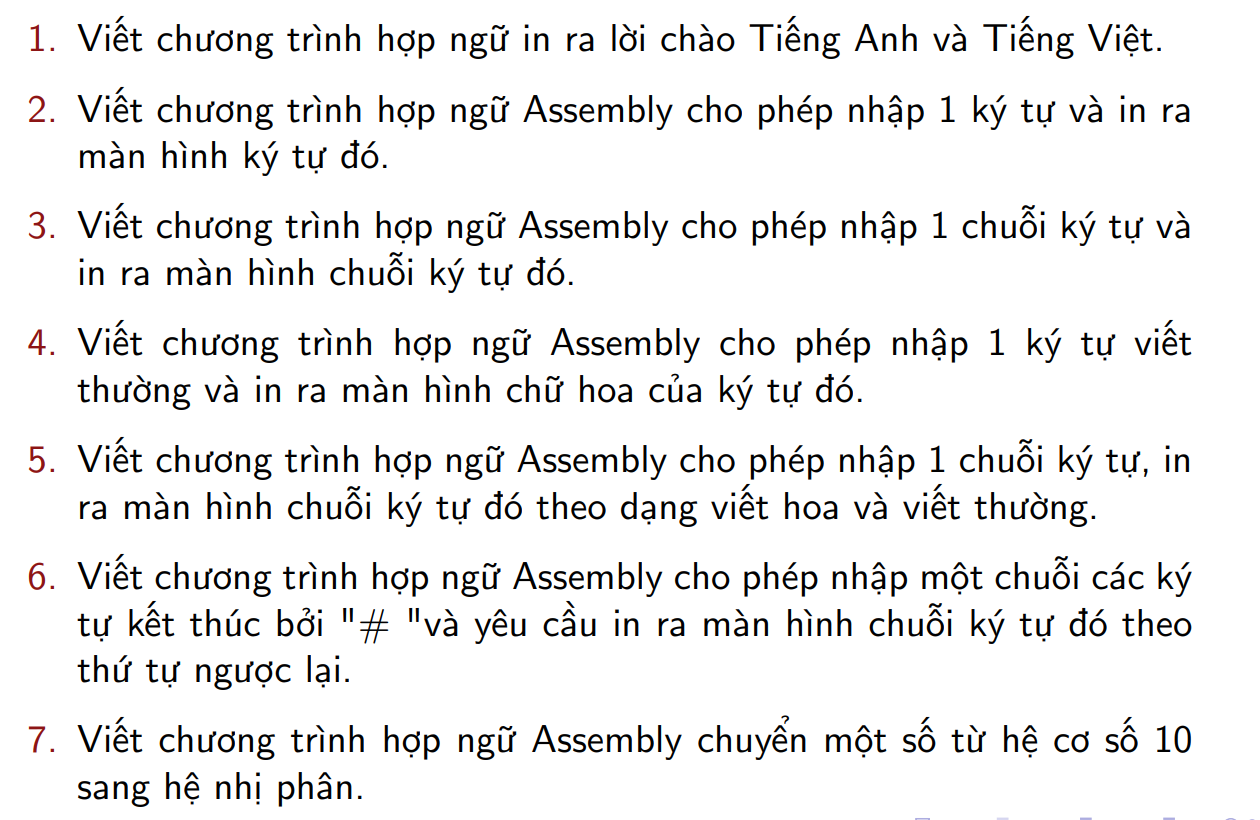 1. Viết chương trình hợp ngữ in ra lời chào Tiếng Anh và Tiếng Việt.
2. Viết chương trình hợp ngữ Assembly cho phép nhập 1 ký tự và in ra
màn hình ký tự đó.
3. Viết chương trình hợp ngữ Assembly cho phép nhập 1 chuỗi ký tự và
in ra màn hình chuỗi ký tự đó.
4. Viết chương trình hợp ngữ Assembly cho phép nhập 1 ký tự viết
thường và in ra màn hình chữ hoa của ký tự đó.
5. Viết chương trình hợp ngữ Assembly cho phép nhập 1 chuỗi ký tự, in
ra màn hình chuỗi ký tự đó theo dạng viết hoa và viết thường.
6. Viết chương trình hợp ngữ Assembly cho phép nhập một chuỗi các ký
tự kết thúc bởi "# "và yêu cầu in ra màn hình chuỗi ký tự đó theo
thứ tự ngược lại.
7. Viết chương trình hợp ngữ Assembly chuyển một số từ hệ cơ số 10
sang hệ nhị phân.